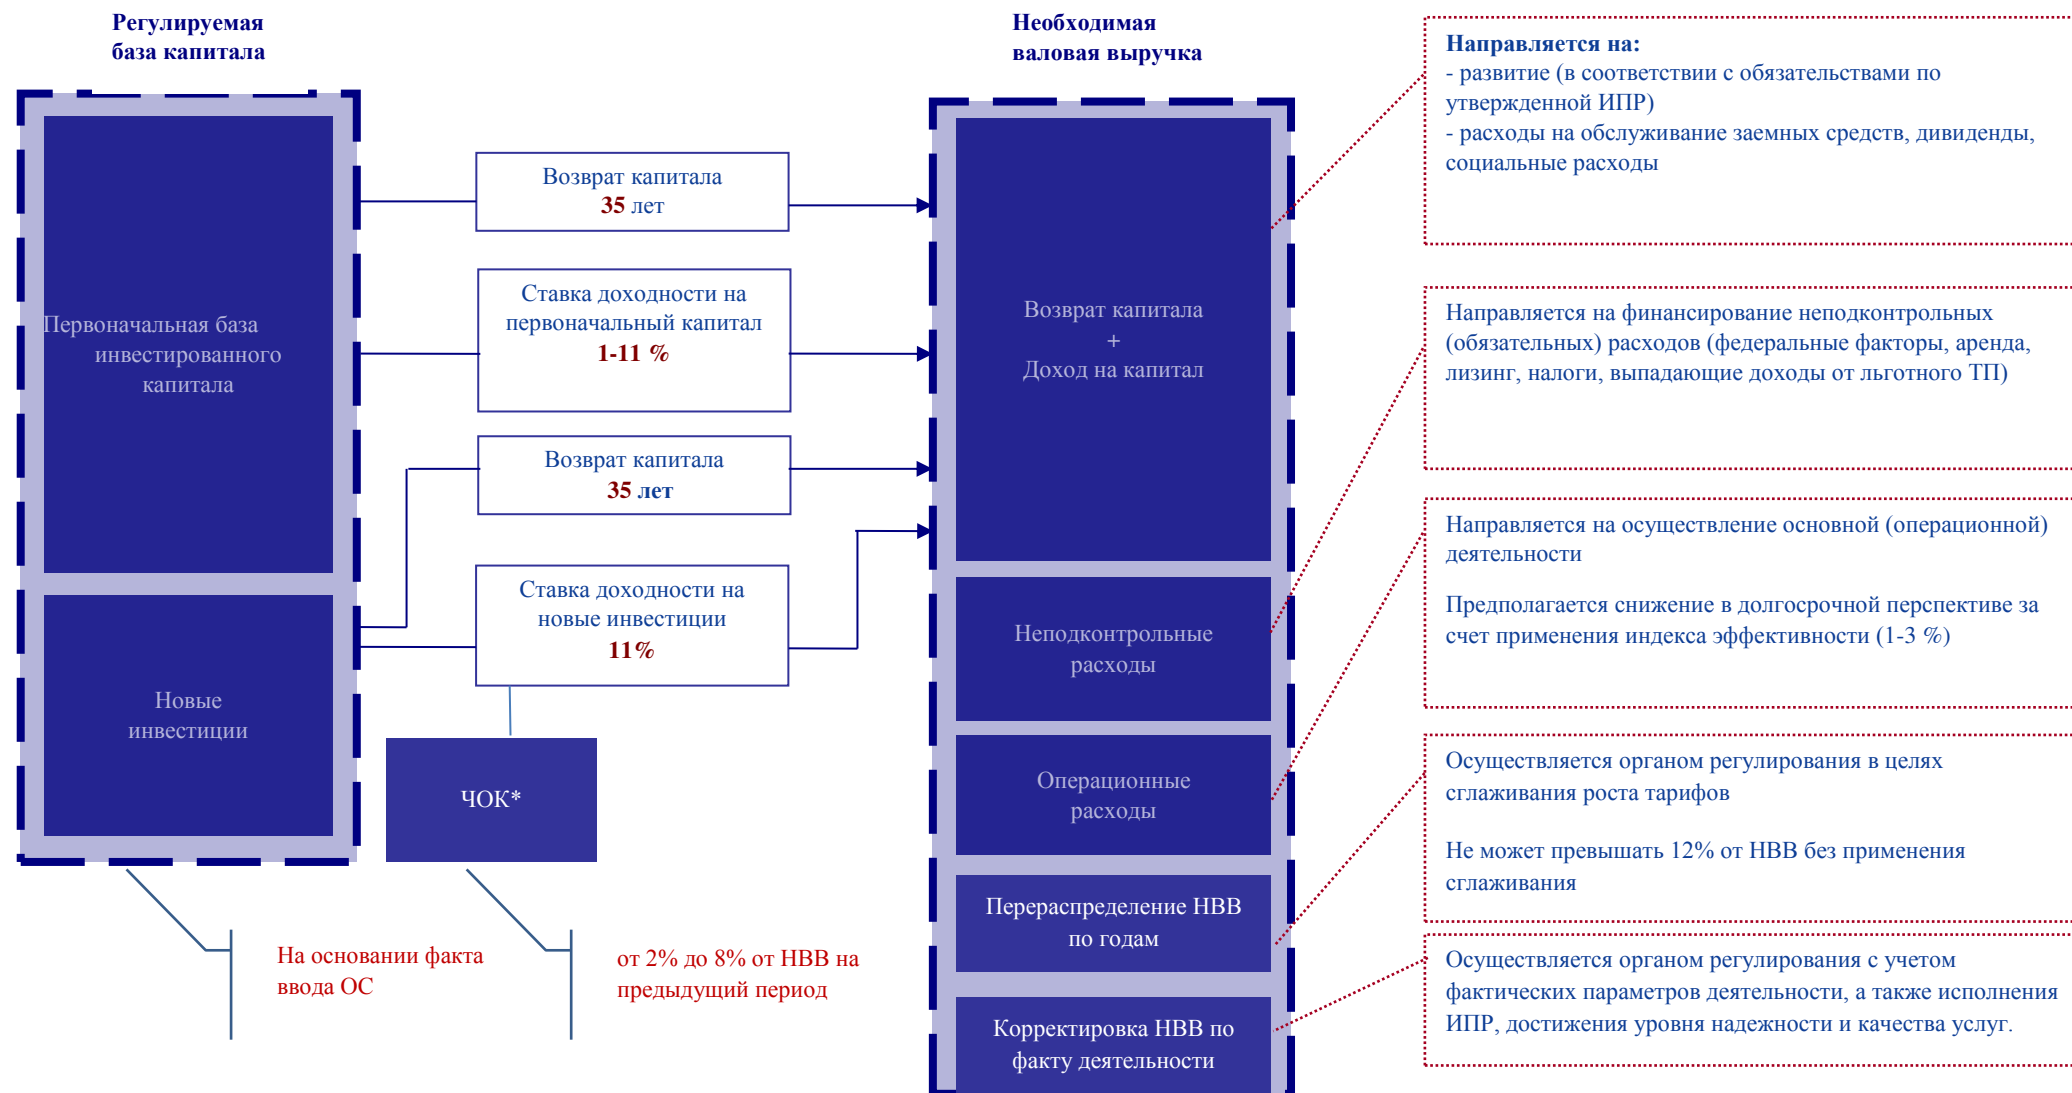 Регулируемая
база капитала
Первоначальная база
инвестированного
капитала
Новые
инвестиции
На основании факта
ввода ОС
Возврат капитала
35 лет
Ставка доходности на
первоначальный капитал
1-11 %
Возврат капитала
35 лет
Ставка доходности на
новые инвестиции
11%
ЧОК*
от 2% до 8% от НВВ на
предыдущий период
Необходимая
валовая выручка
Возврат капитала
+
Доход на капитал
Неподконтрольные
расходы
Операционные
расходы
Перераспределение НВВ
по годам
Корректировка НВВ по
факту деятельности
Направляется на:
- развитие (в соответствии с обязательствами по
утвержденной ИПР)
- расходы на обслуживание заемных средств, дивиденды,
социальные расходы
Направляется на финансирование неподконтрольных
(обязательных) расходов (федеральные факторы, аренда,
лизинг, налоги, выпадающие доходы от льготного ТП)
Направляется на осуществление основной (операционной)
деятельности
Предполагается снижение в долгосрочной перспективе за
счет применения индекса эффективности (1-3 %)
Осуществляется органом регулирования в целях
сглаживания роста тарифов
Не может превышать 12% от НВВ без применения
сглаживания
Осуществляется органом регулирования с учетом
фактических параметров деятельности, а также исполнения
ИПР, достижения уровня надежности и качества услуг.